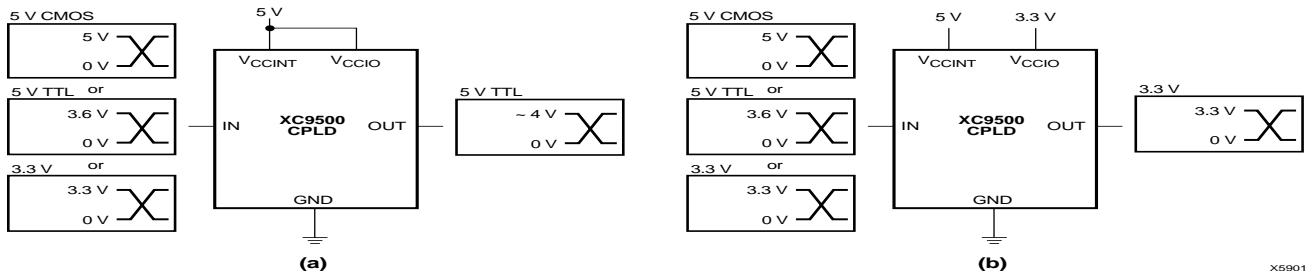 5 V
5 V CMOS
5 V
0 V
VCCINT VCCIO
5 V TTL or
3.6 V
0 V
IN
XC9500
CPLD
OUT
5 V TTL
~ 4 V
0 V
3.3 V or
3.3 V
0 V
GND
(a)
5 V 3.3 V
5 V CMOS
5 V
0 V
VCCINT VCCIO
5 V TTL or
3.6 V
0 V
IN
XC9500
CPLD
OUT
3.3 V
3.3 V
0 V
3.3 V or
3.3 V
0 V
GND
(b)
X5901